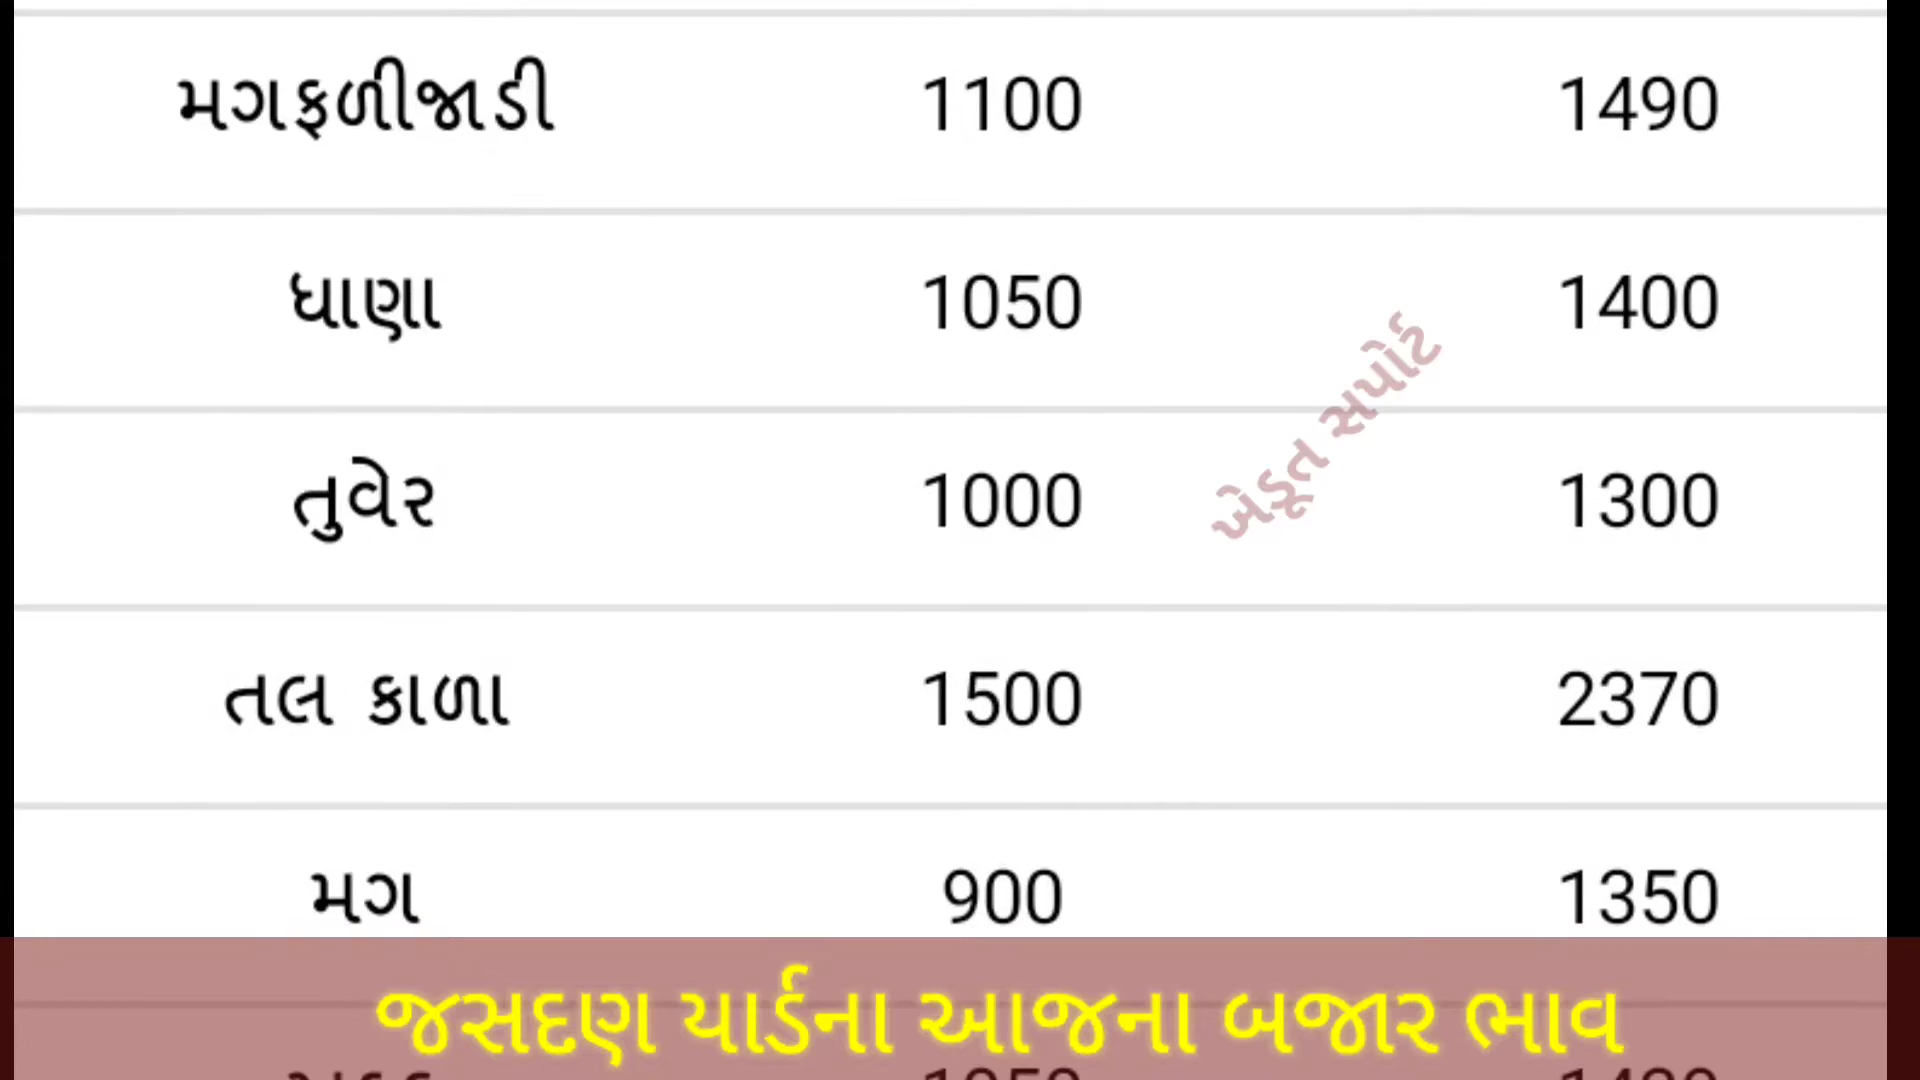 મગફળીજાડી 1100 1490
ધાણા 1050 1400
તુવેર 1000 1300
ખેડૂત સપોર્ટ
તલ કાળા 1500 2370
મગ 900 1350
જસદણ યાર્ડના આજના બજાર ભાવ